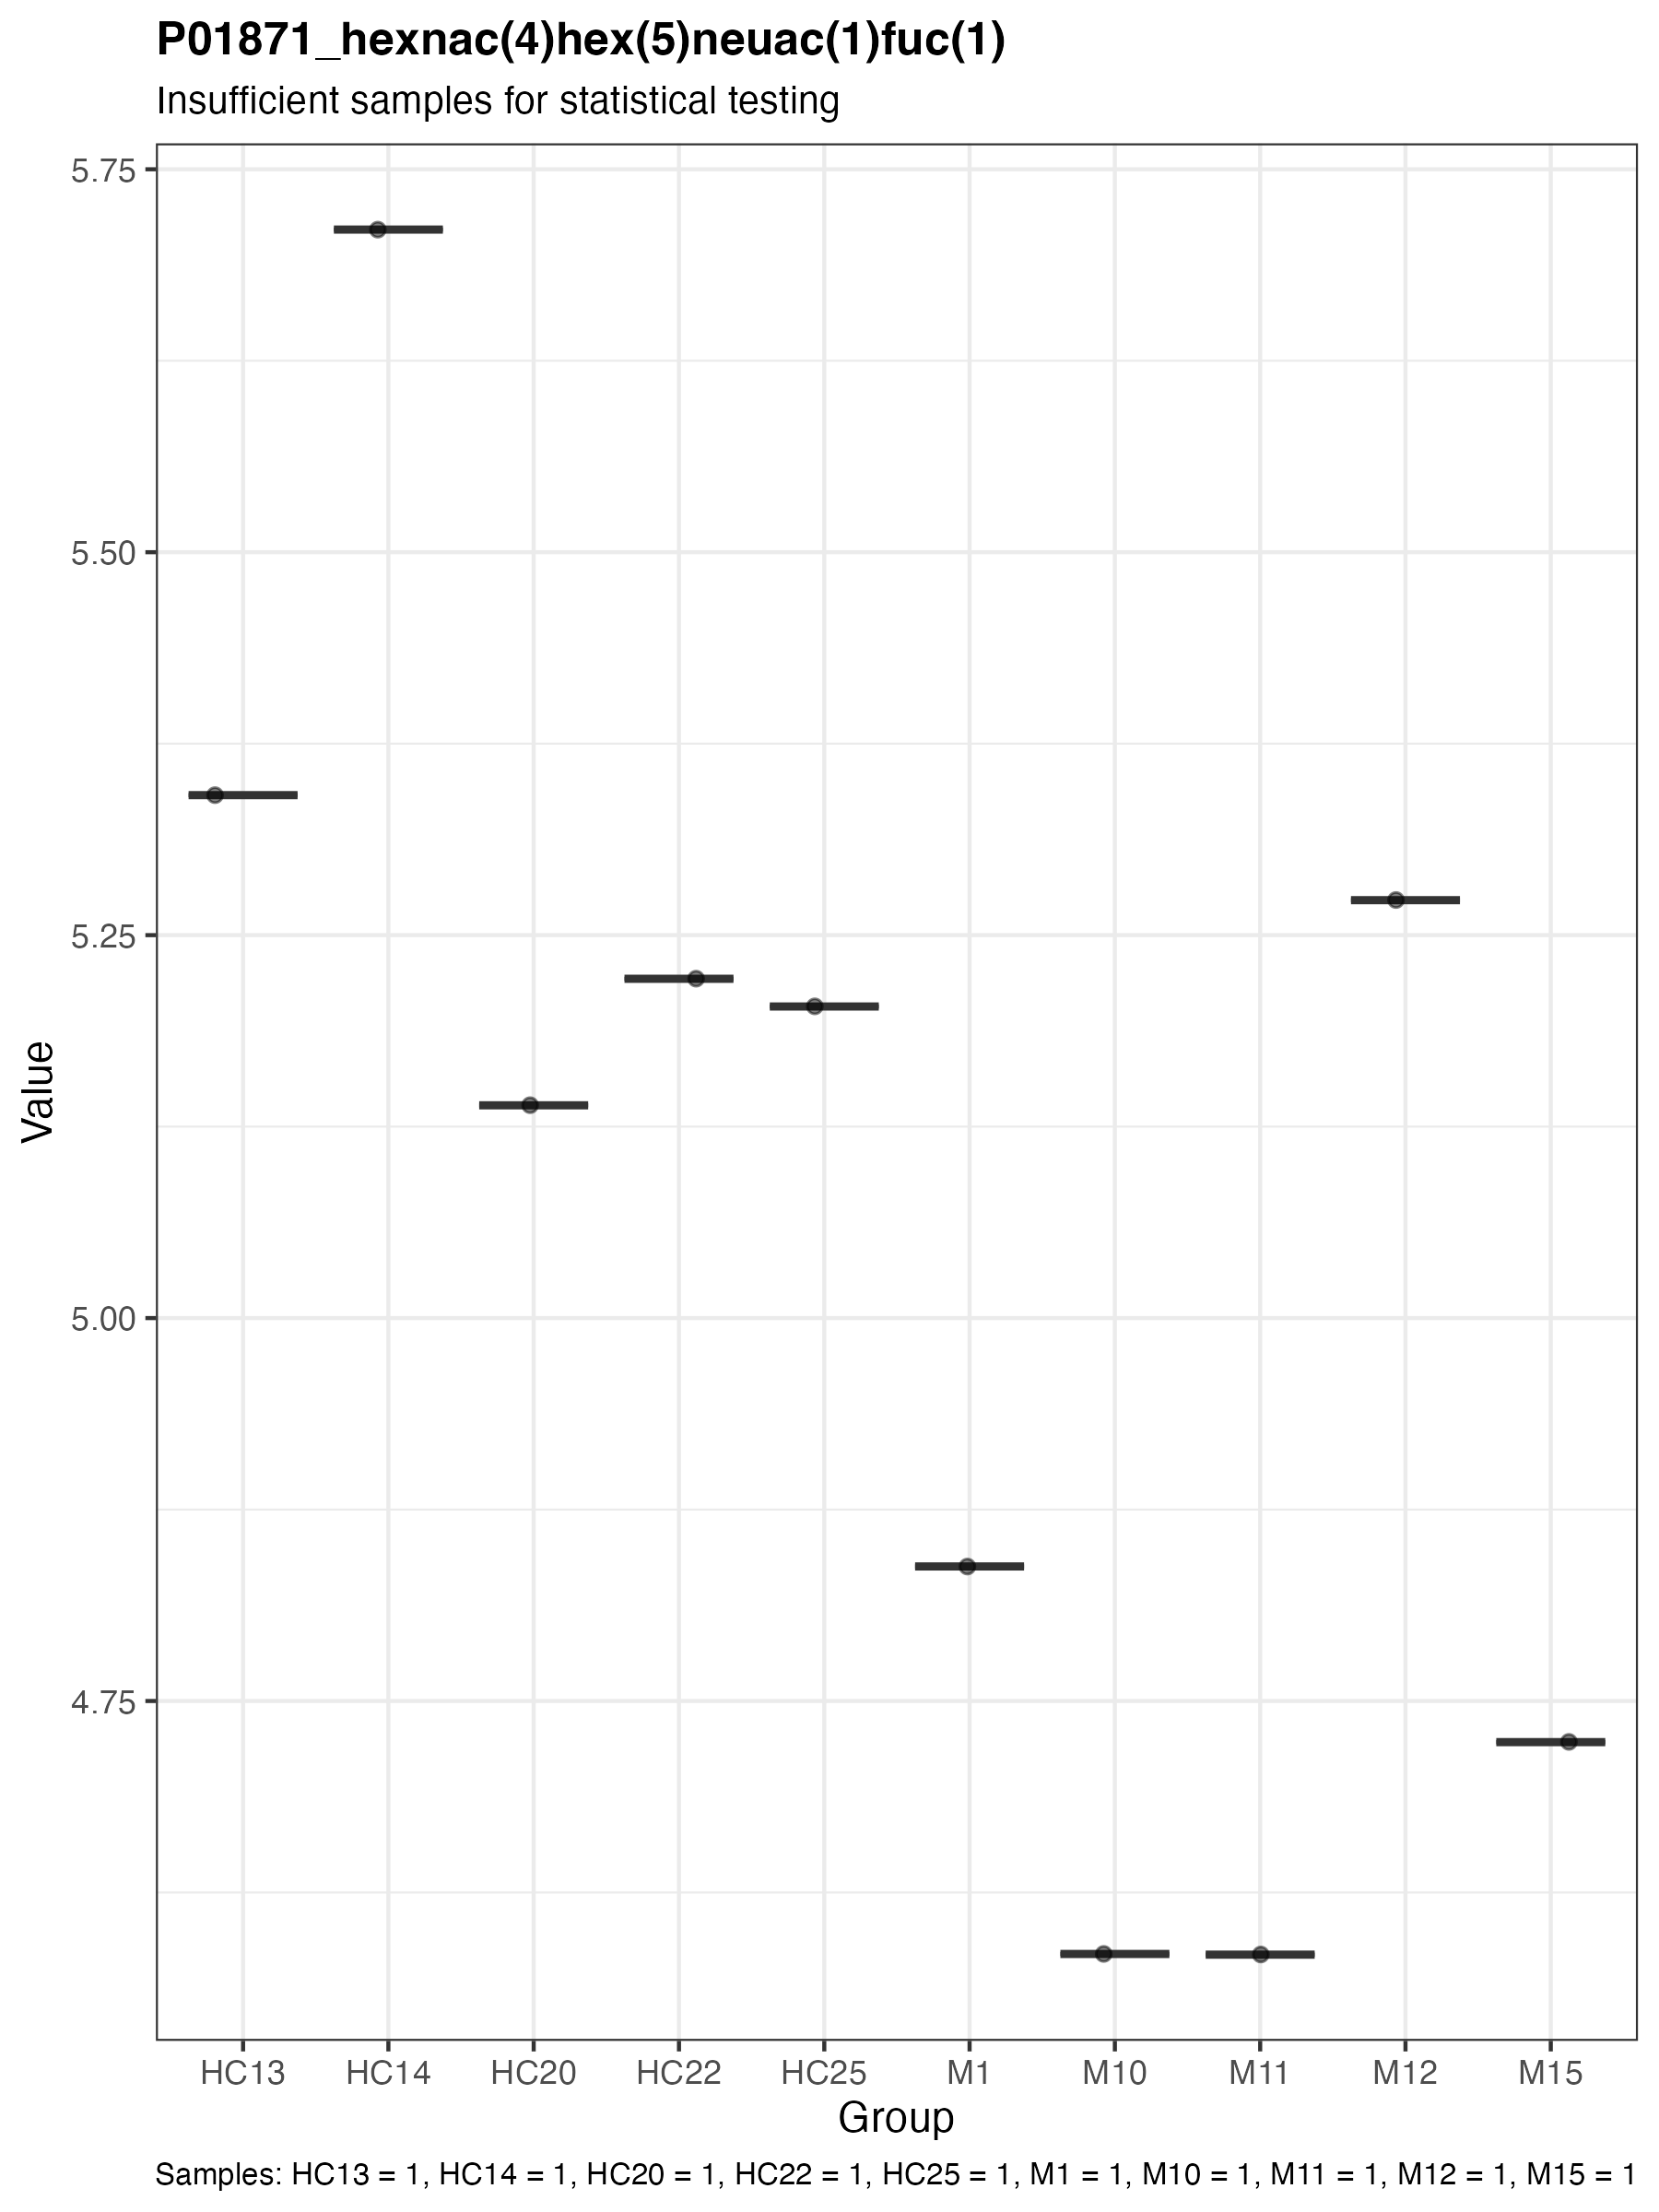 P01871_hexnac(4)hex(5)neuac(1)fuc(1)
Insufficient samples for statistical testing
5.75
5.50
5.25
5.00
4.75
Value
HC13 HC14 HC20 HC22 HC25 M1 M10 M11 M12 M15
Group
Samples: HC13 = 1, HC14 = 1, HC20 = 1, HC22 = 1, HC25 = 1, M1 = 1, M10 = 1, M11 = 1, M12 = 1, M15 = 1